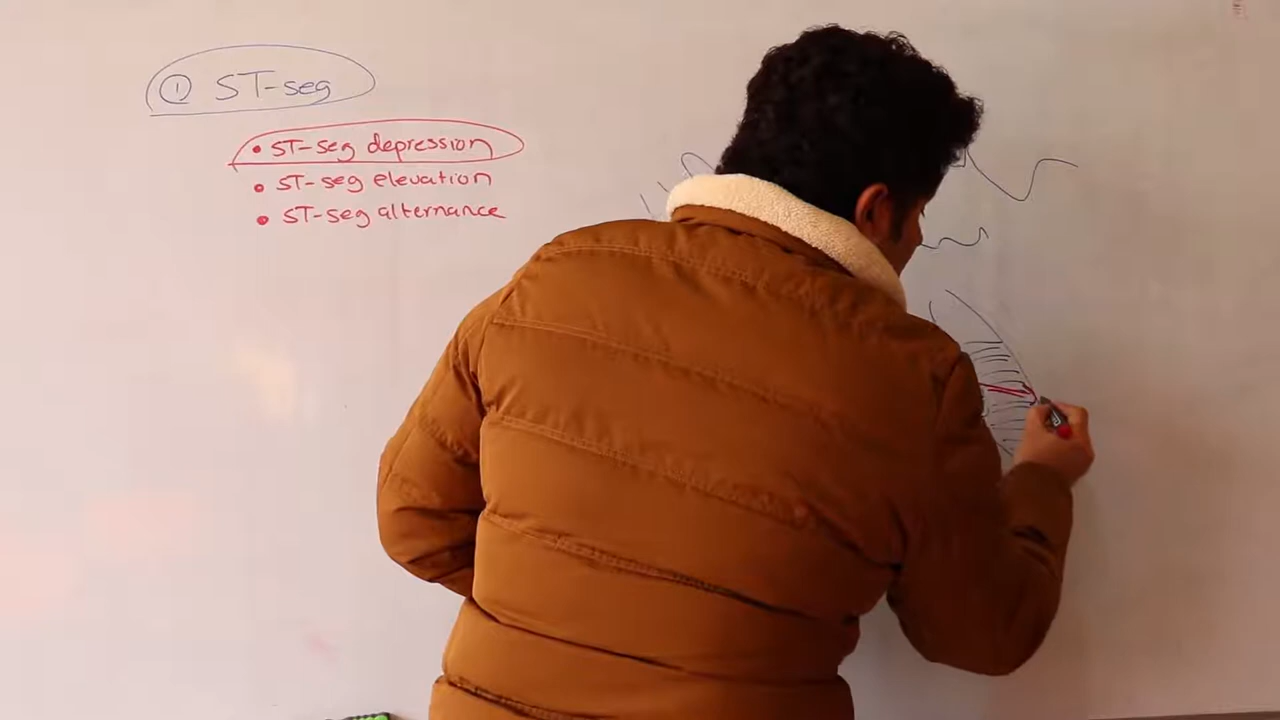 ① ST-seg
• ST-seg depression
• ST-seg elevation
• ST-seg alternance